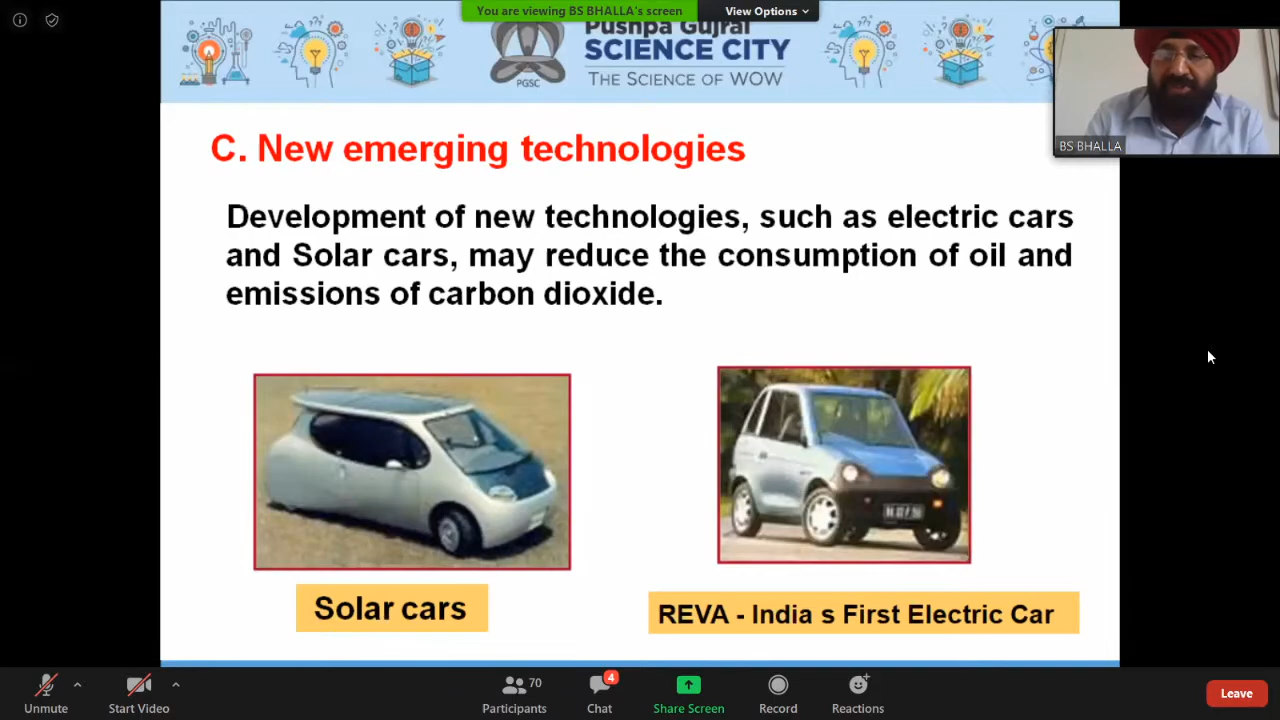 You are viewing BS BHALLA's screen
View Options
Pushpa Gujral
SCIENCE CITY
THE SCIENCE OF WOW
PGSC
BS BHALLA
C. New emerging technologies
Development of new technologies, such as electric cars
and Solar cars, may reduce the consumption of oil and
emissions of carbon dioxide.
Solar cars
REVA - India s First Electric Car
Unmute
Start Video
70
Participants
4
Chat
Share Screen
Record
Reactions
Leave